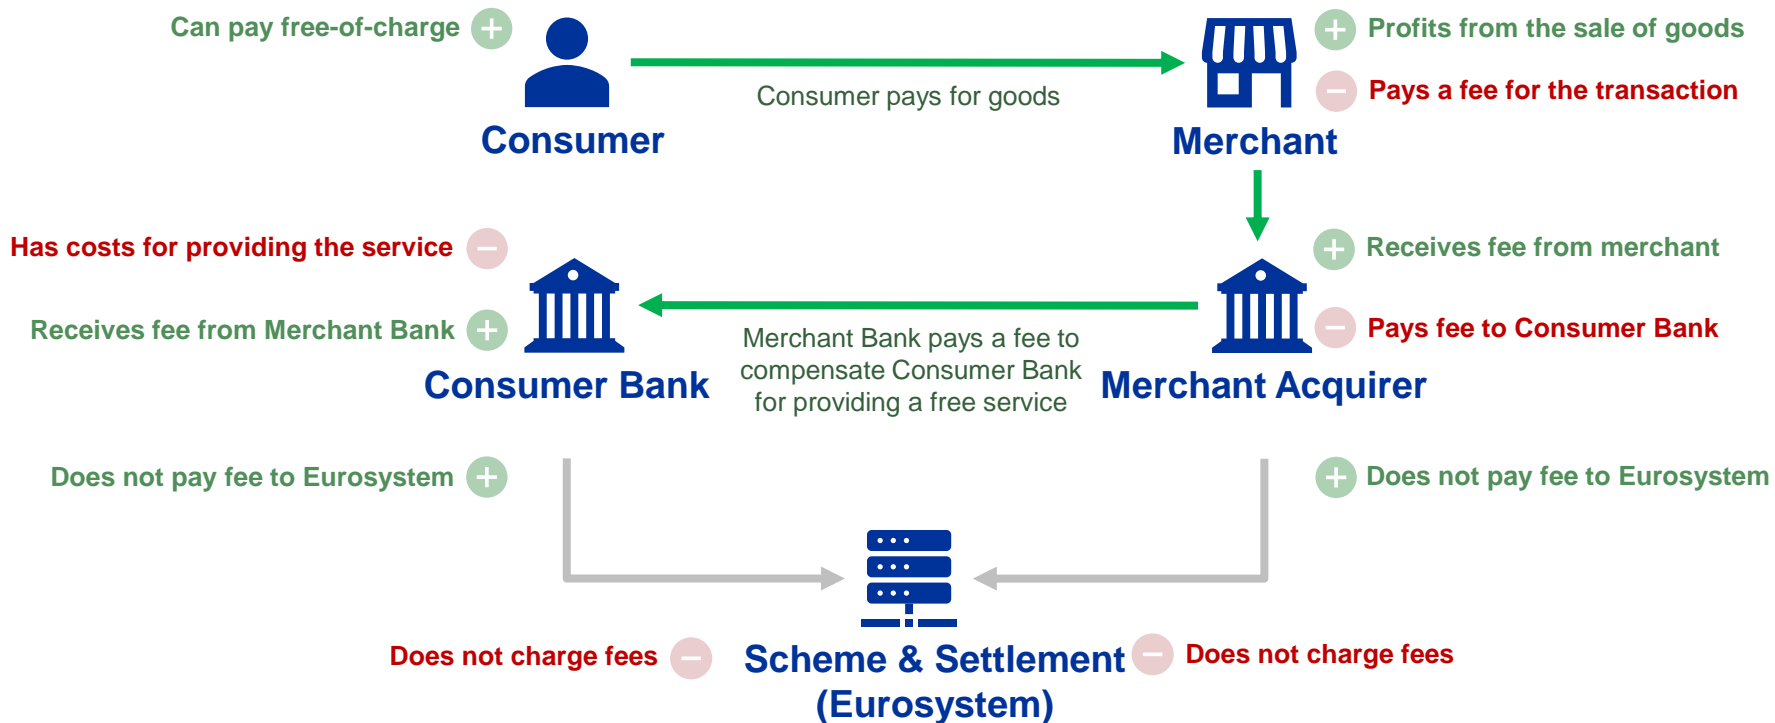 Can pay free-of-charge
Profits from the sale of goods
Consumer pays for goods
Pays a fee for the transaction
Consumer
Merchant
Has costs for providing the service
Receives fee from merchant
Receives fee from Merchant Bank
Merchant Bank pays a fee to
compensate Consumer Bank
for providing a free service
Pays fee to Consumer Bank
Consumer Bank
Merchant Acquirer
Does not pay fee to Eurosystem
Does not pay fee to Eurosystem
Does not charge fees
Scheme & Settlement
(Eurosystem)
Does not charge fees